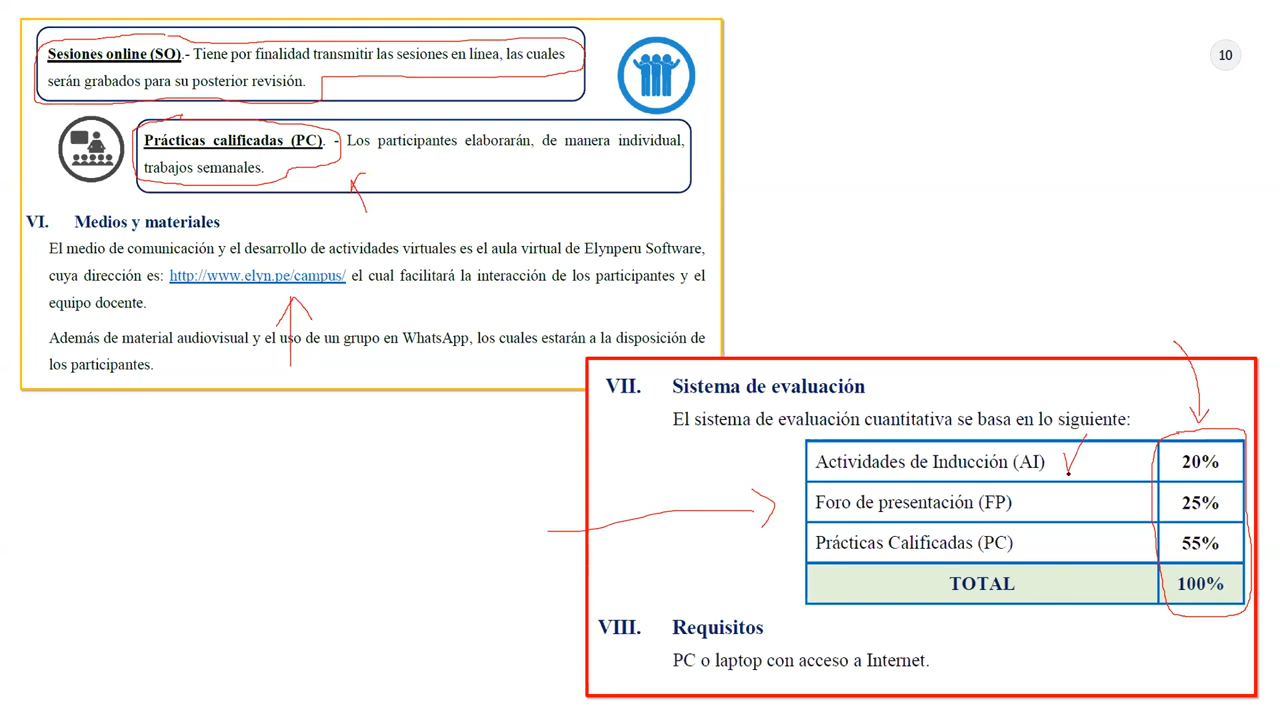 Sesiones online (SO).- Tiene por finalidad transmitir las sesiones en línea, las cuales
serán grabados para su posterior revisión.
10
Prácticas calificadas (PC). - Los participantes elaborarán, de manera individual,
trabajos semanales.
VI. Medios y materiales
El medio de comunicación y el desarrollo de actividades virtuales es el aula virtual de Elynperu Software,
cuya dirección es: http://www.elyn.pe/campus/ el cual facilitará la interacción de los participantes y el
equipo docente.
Además de material audiovisual y el uso de un grupo en WhatsApp, los cuales estarán a la disposición de
los participantes.
VII. Sistema de evaluación
El sistema de evaluación cuantitativa se basa en lo siguiente:
Actividades de Inducción (AI) 20%
Foro de presentación (FP) 25%
Prácticas Calificadas (PC) 55%
TOTAL 100%
VIII. Requisitos
PC o laptop con acceso a Internet.